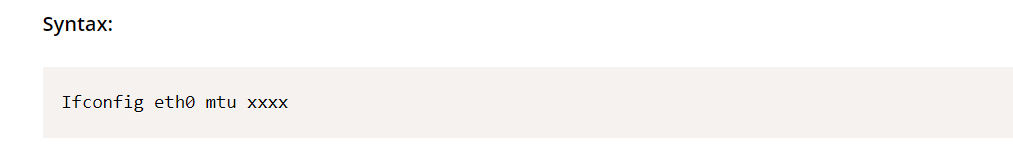 Syntax:
Ifconfig eth0 mtu xxxx